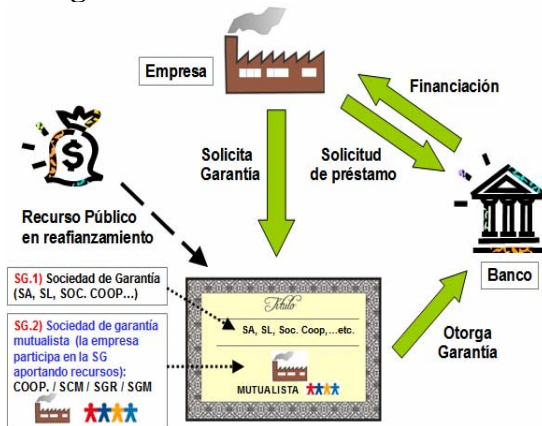 Empresa
Financiación
Solicita
Garantía
Solicitud
de préstamo
$
Recurso Público
en reafianzamiento
Banco
SG.1) Sociedad de Garantía
(SA, SL, SOC. COOP...)
SG.2) Sociedad de garantía
mutualista (la empresa
participa en la SG
aportando recursos):
COOP. / SCM / SGR / SGM
Título
SA, SL, Soc. Coop,...etc.
MUTUALISTA
Otorga
Garantía